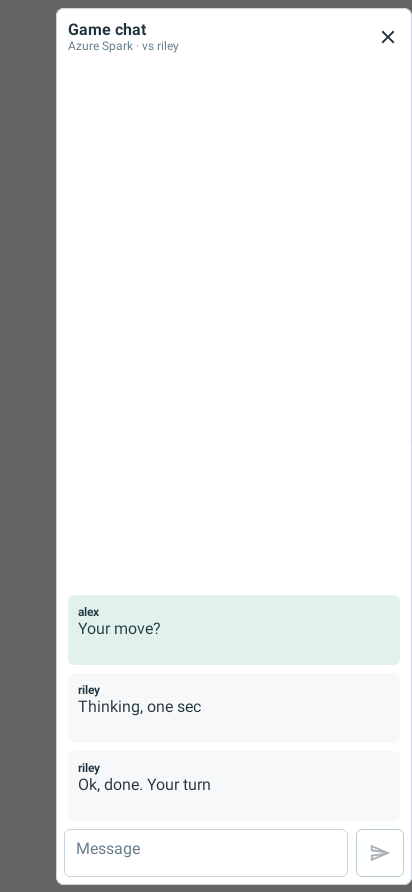 Game chat
Azure Spark · vs riley
alex
Your move?
riley
Thinking, one sec
riley
Ok, done. Your turn
Message